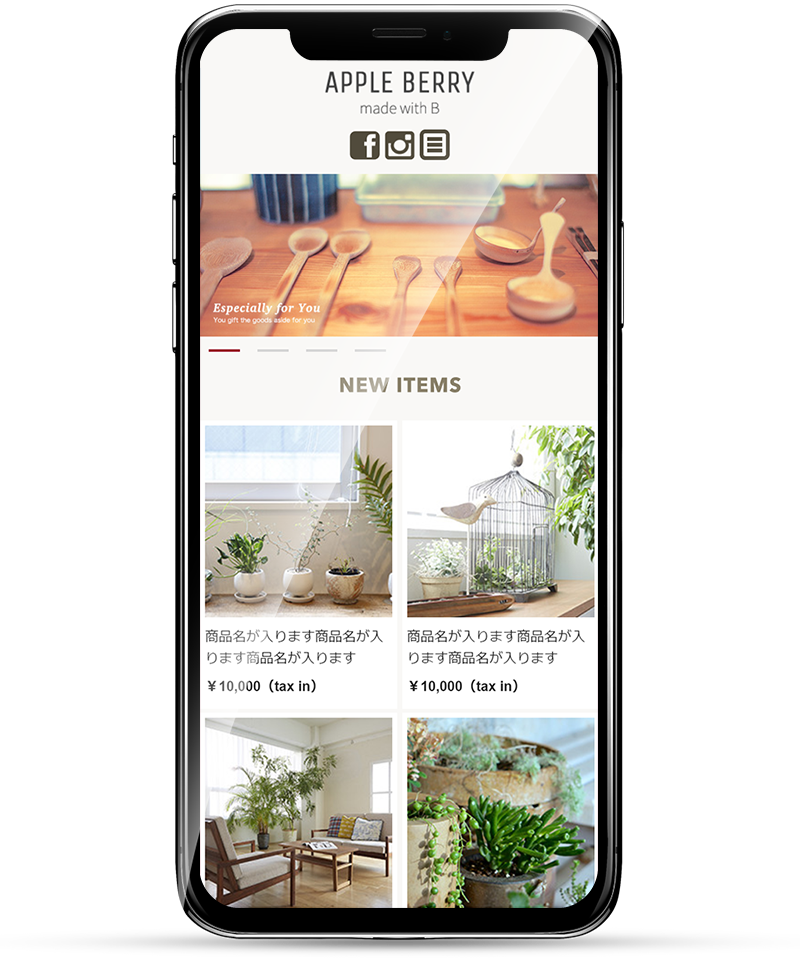 APPLE BERRY
made with B
Especially for You
You gift the goods aside for you
NEW ITEMS
商品名が入ります商品名が入
ります商品名が入ります
￥10,000（tax in）
商品名が入ります商品名が入
ります商品名が入ります
￥10,000（tax in）